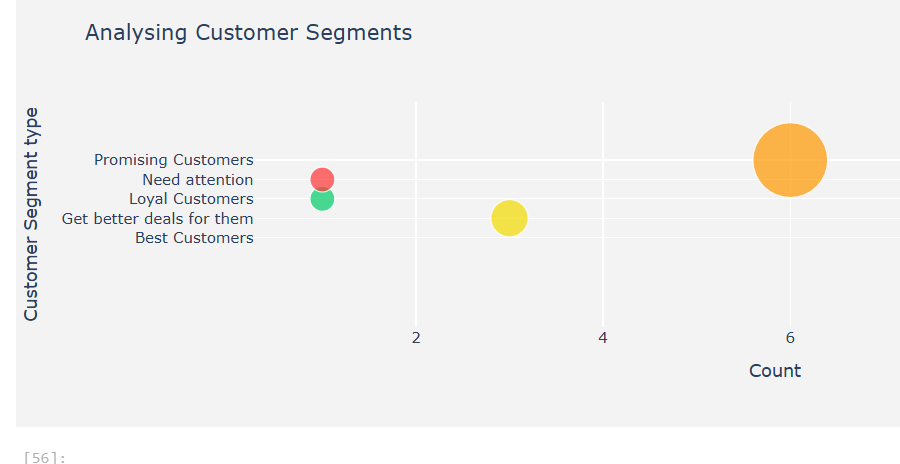 Analysing Customer Segments
Customer Segment type
Promising Customers
Need attention
Loyal Customers
Get better deals for them
Best Customers
2 4 6
Count
[56]: